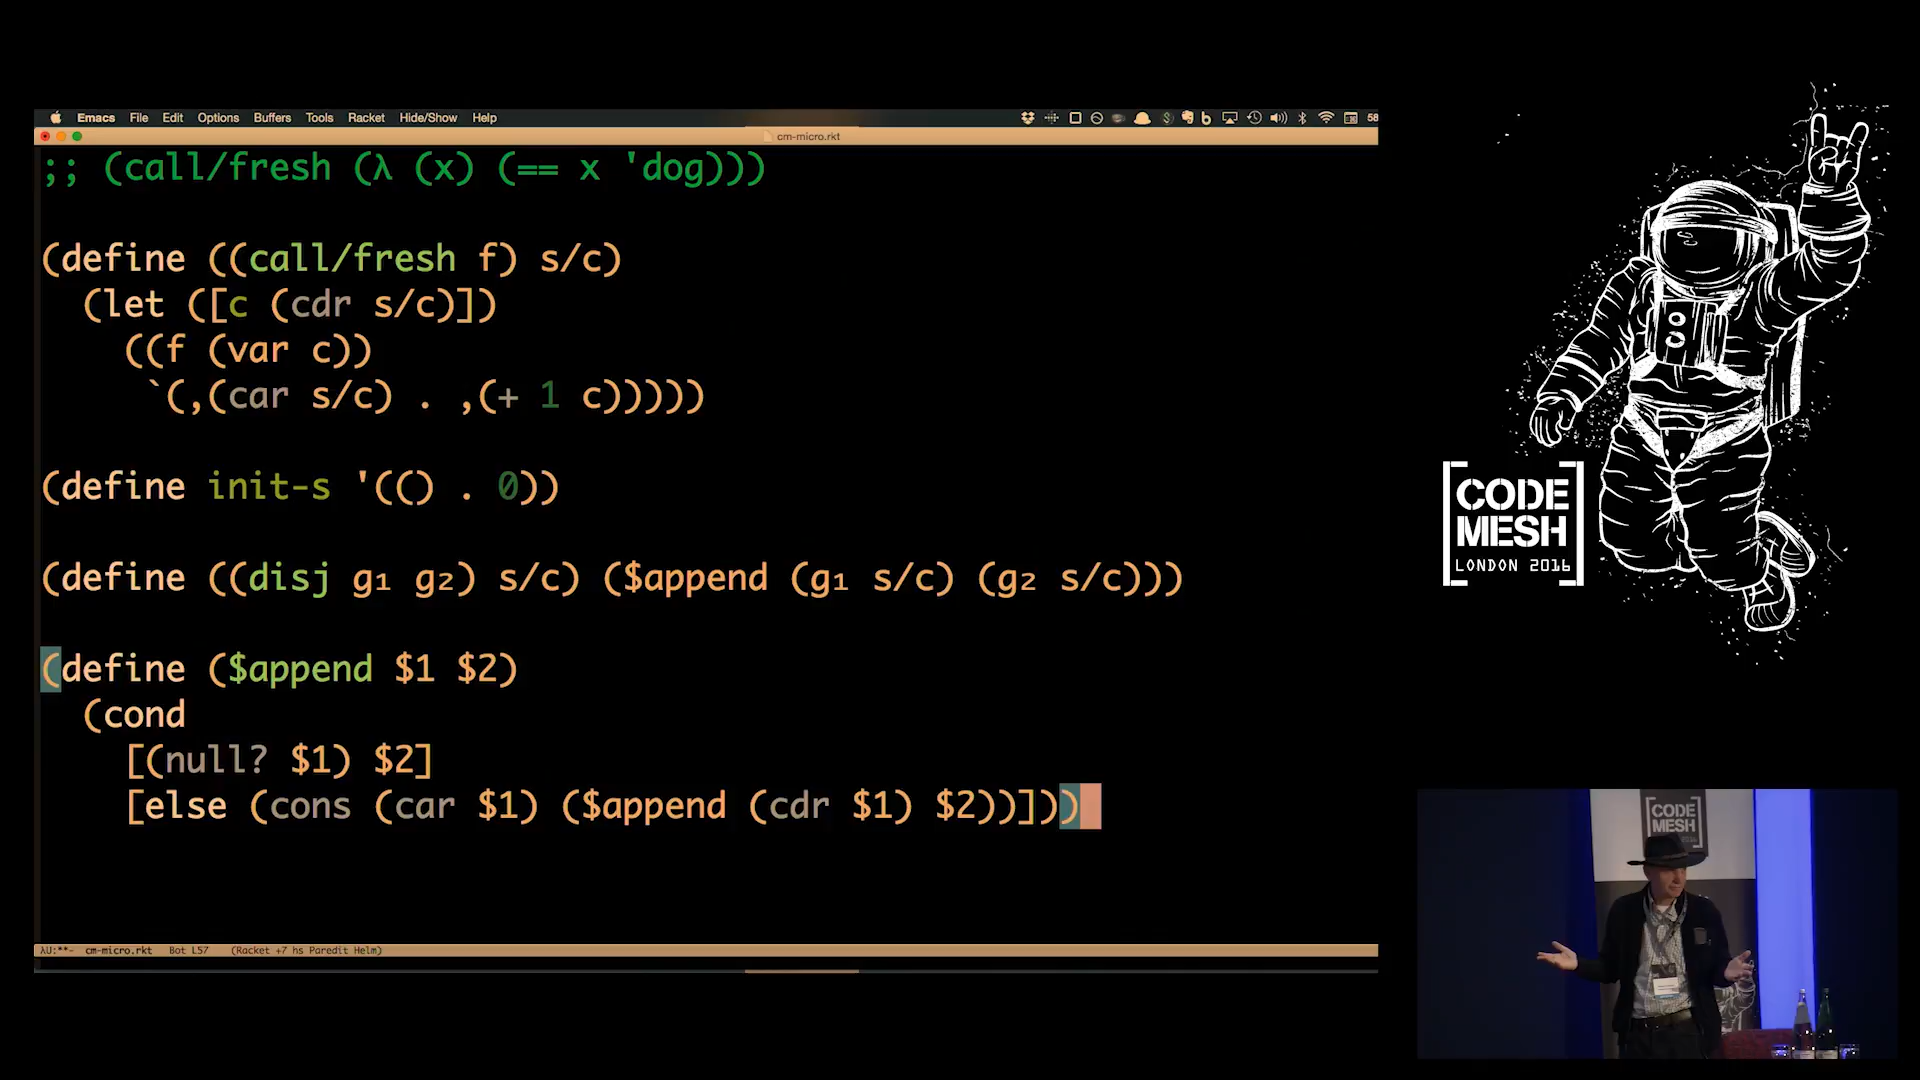 Emacs File Edit Options Buffers Tools Racket Hide/Show Help 58
cm-micro.rkt
;; (call/fresh (λ (x) (== x 'dog)))
(define ((call/fresh f) s/c)
(let ([c (cdr s/c)])
((f (var c))
`(,(car s/c) . ,(+ 1 c)))))
(define init-s '(() . 0))
(define ((disj g₁ g₂) s/c) ($append (g₁ s/c) (g₂ s/c)))
(define ($append $1 $2)
(cond
[(null? $1) $2]
[else (cons (car $1) ($append (cdr $1) $2))]))
λU:**- cm-micro.rkt Bot L57 (Racket +7 hs Paredit Helm)
CODE
MESH
LONDON 2016
CODE
MESH